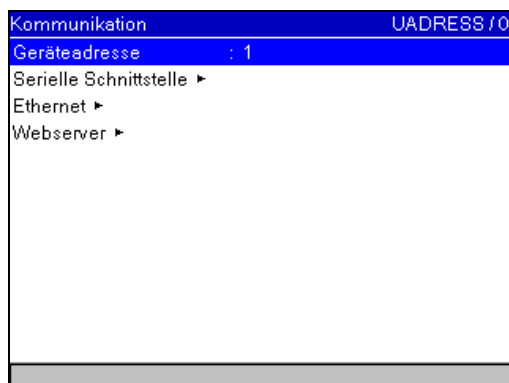 Kommunikation UADRESS / 0
Geräteadresse : 1
Serielle Schnittstelle ►
Ethernet ►
Webserver ►